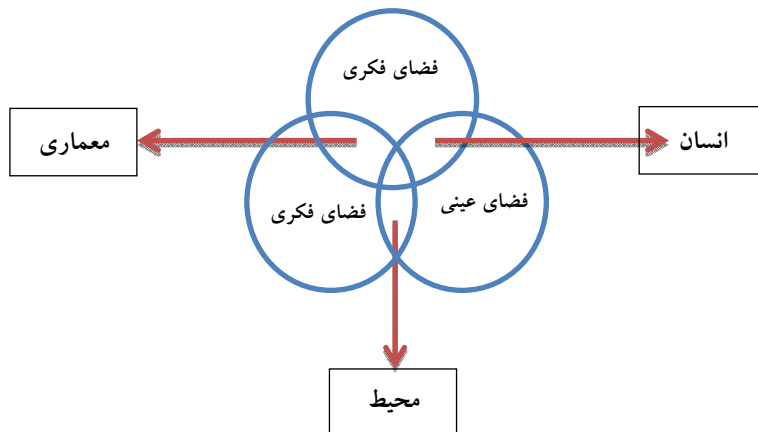 فضای فکری
انسان
معماری
فضای عینی
فضای فکری
محیط